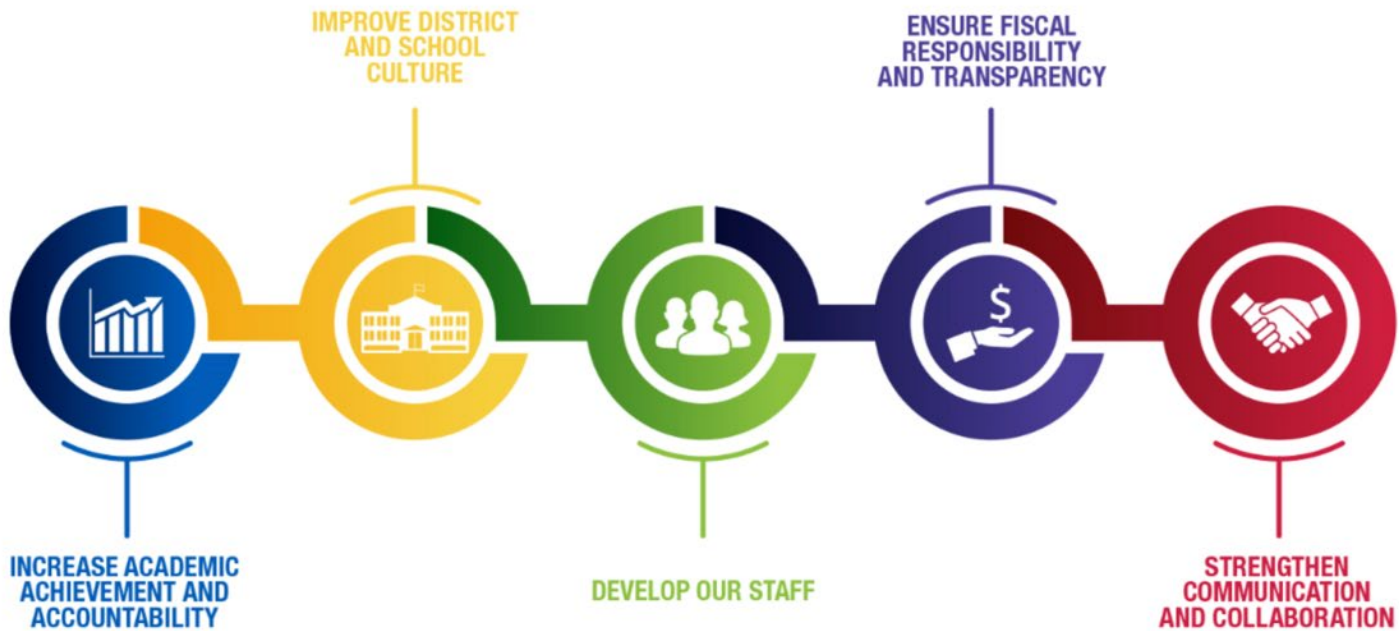 INCREASE ACADEMIC
ACHIEVEMENT AND
ACCOUNTABILITY
IMPROVE DISTRICT
AND SCHOOL
CULTURE
DEVELOP OUR STAFF
ENSURE FISCAL
RESPONSIBILITY
AND TRANSPARENCY
$
STRENGTHEN
COMMUNICATION
AND COLLABORATION